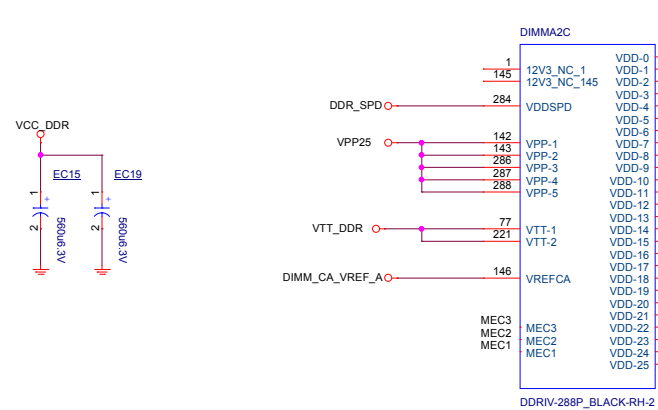 DIMMA2C
1 12V3_NC_1 VDD-0
145 12V3_NC_145 VDD-1
VDD-2
VDD-3
DDR_SPD 284 VDDSPD VDD-4
VDD-5
VCC_DDR
VDD-6
VPP25 142 VPP-1 VDD-7
143 VPP-2 VDD-8
286 VPP-3 VDD-9
287 VPP-4 VDD-10
288 VPP-5 VDD-11
EC15 EC19
1 1
+ +
2 2
560u6.3V 560u6.3V
VDD-12
VDD-13
VTT_DDR 77 VTT-1 VDD-14
221 VTT-2 VDD-15
VDD-16
VDD-17
DIMM_CA_VREF_A 146 VREFCA VDD-18
VDD-19
VDD-20
VDD-21
MEC3 MEC3 VDD-22
MEC2 MEC2 VDD-23
MEC1 MEC1 VDD-24
VDD-25
DDRIV-288P_BLACK-RH-2